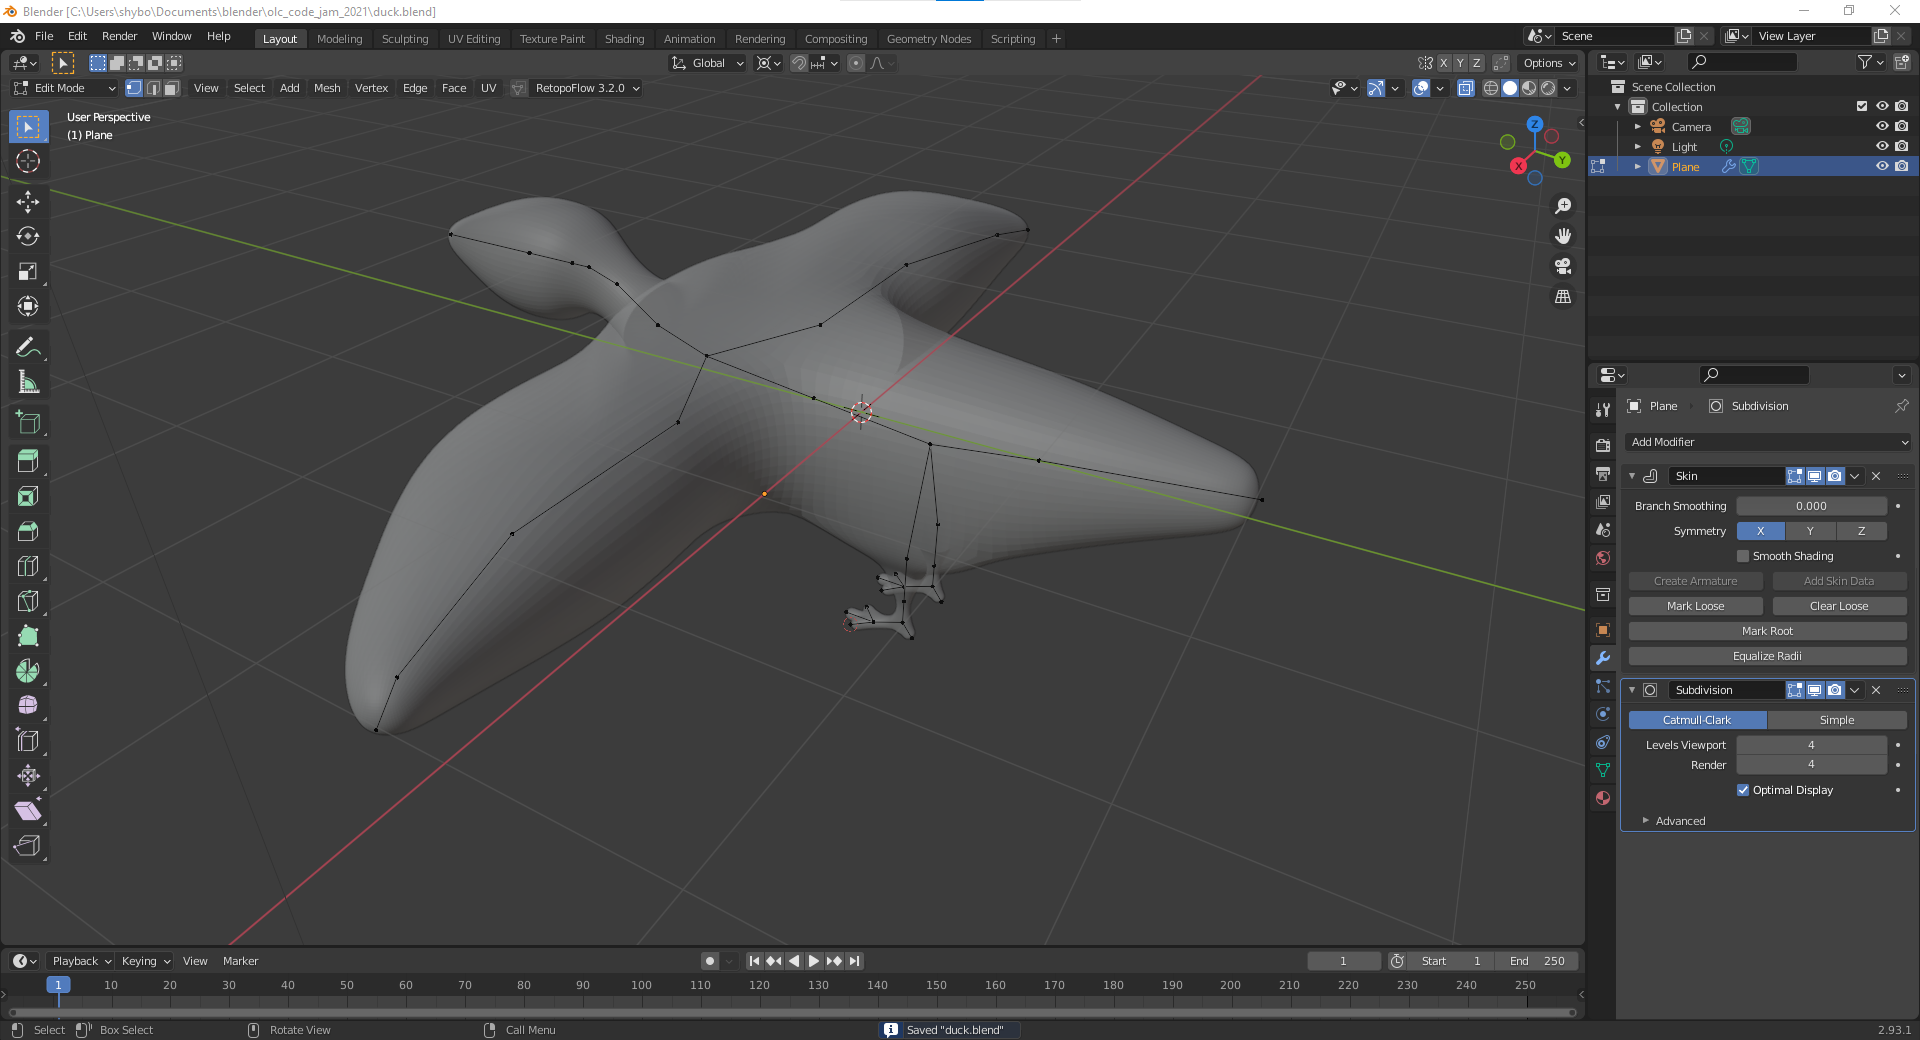 Blender [C:\Users\shybo\Documents\blender\olc_code_jam_2021\duck.blend]
File Edit Render Window Help Layout Modeling Sculpting UV Editing Texture Paint Shading Animation Rendering Compositing Geometry Nodes Scripting + Scene View Layer
Global X Y Z Options
Edit Mode View Select Add Mesh Vertex Edge Face UV RetopoFlow 3.2.0
User Perspective
(1) Plane
Z
Y
X
Scene Collection
Collection
Camera
Light
Plane
Plane Subdivision
Add Modifier
Skin
Branch Smoothing 0.000
Symmetry X Y Z
Smooth Shading
Create Armature Add Skin Data
Mark Loose Clear Loose
Mark Root
Equalize Radii
Subdivision
Catmull-Clark Simple
Levels Viewport 4
Render 4
Optimal Display
Advanced
Playback Keying View Marker 1 Start 1 End 250
1 10 20 30 40 50 60 70 80 90 100 110 120 130 140 150 160 170 180 190 200 210 220 230 240 250
Select Box Select Rotate View Call Menu Saved "duck.blend" 2.93.1